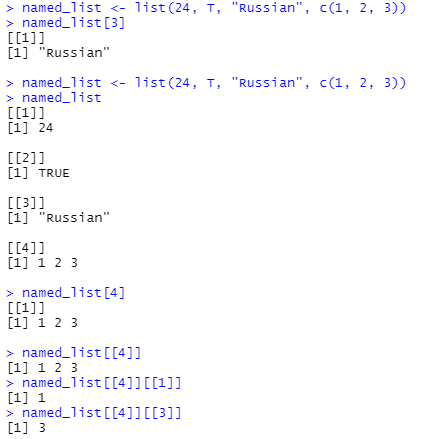 > named_list <- list(24, T, "Russian", c(1, 2, 3))
> named_list[3]
[[1]]
[1] "Russian"
> named_list <- list(24, T, "Russian", c(1, 2, 3))
> named_list
[[1]]
[1] 24
[[2]]
[1] TRUE
[[3]]
[1] "Russian"
[[4]]
[1] 1 2 3
> named_list[4]
[[1]]
[1] 1 2 3
> named_list[[4]]
[1] 1 2 3
> named_list[[4]][[1]]
[1] 1
> named_list[[4]][[3]]
[1] 3